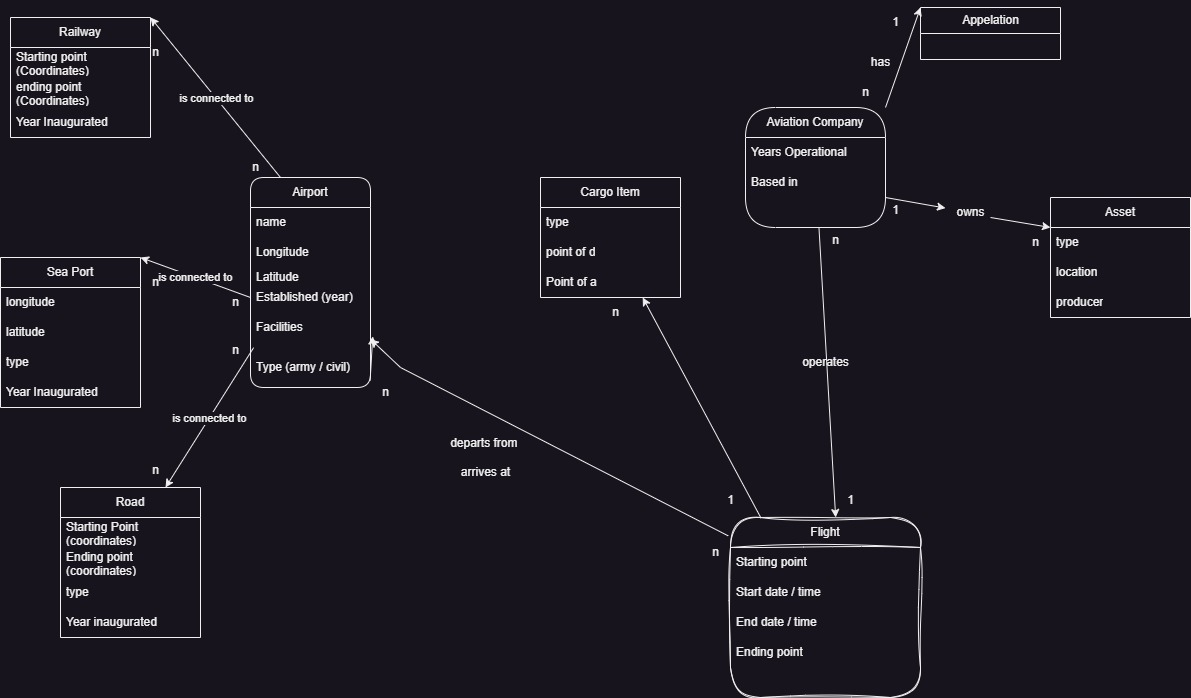 Railway
Starting point
(Coordinates)
ending point
(Coordinates)
Year Inaugurated
n
is connected to
n
Airport
name
Longitude
Latitude
Established (year)
Facilities
Type (army / civil)
Sea Port
longitude
latitude
type
Year Inaugurated
n
is connected to
n
n
is connected to
n
Road
Starting Point
(coordinates)
Ending point
(coordinates)
type
Year inaugurated
n
departs from
arrives at
n
Cargo Item
type
point of d
Point of a
n
1
Appelation
1
has
n
Aviation Company
Years Operational
Based in
1
owns
n
Asset
type
location
producer
n
operates
1
Flight
Starting point
Start date / time
End date / time
Ending point